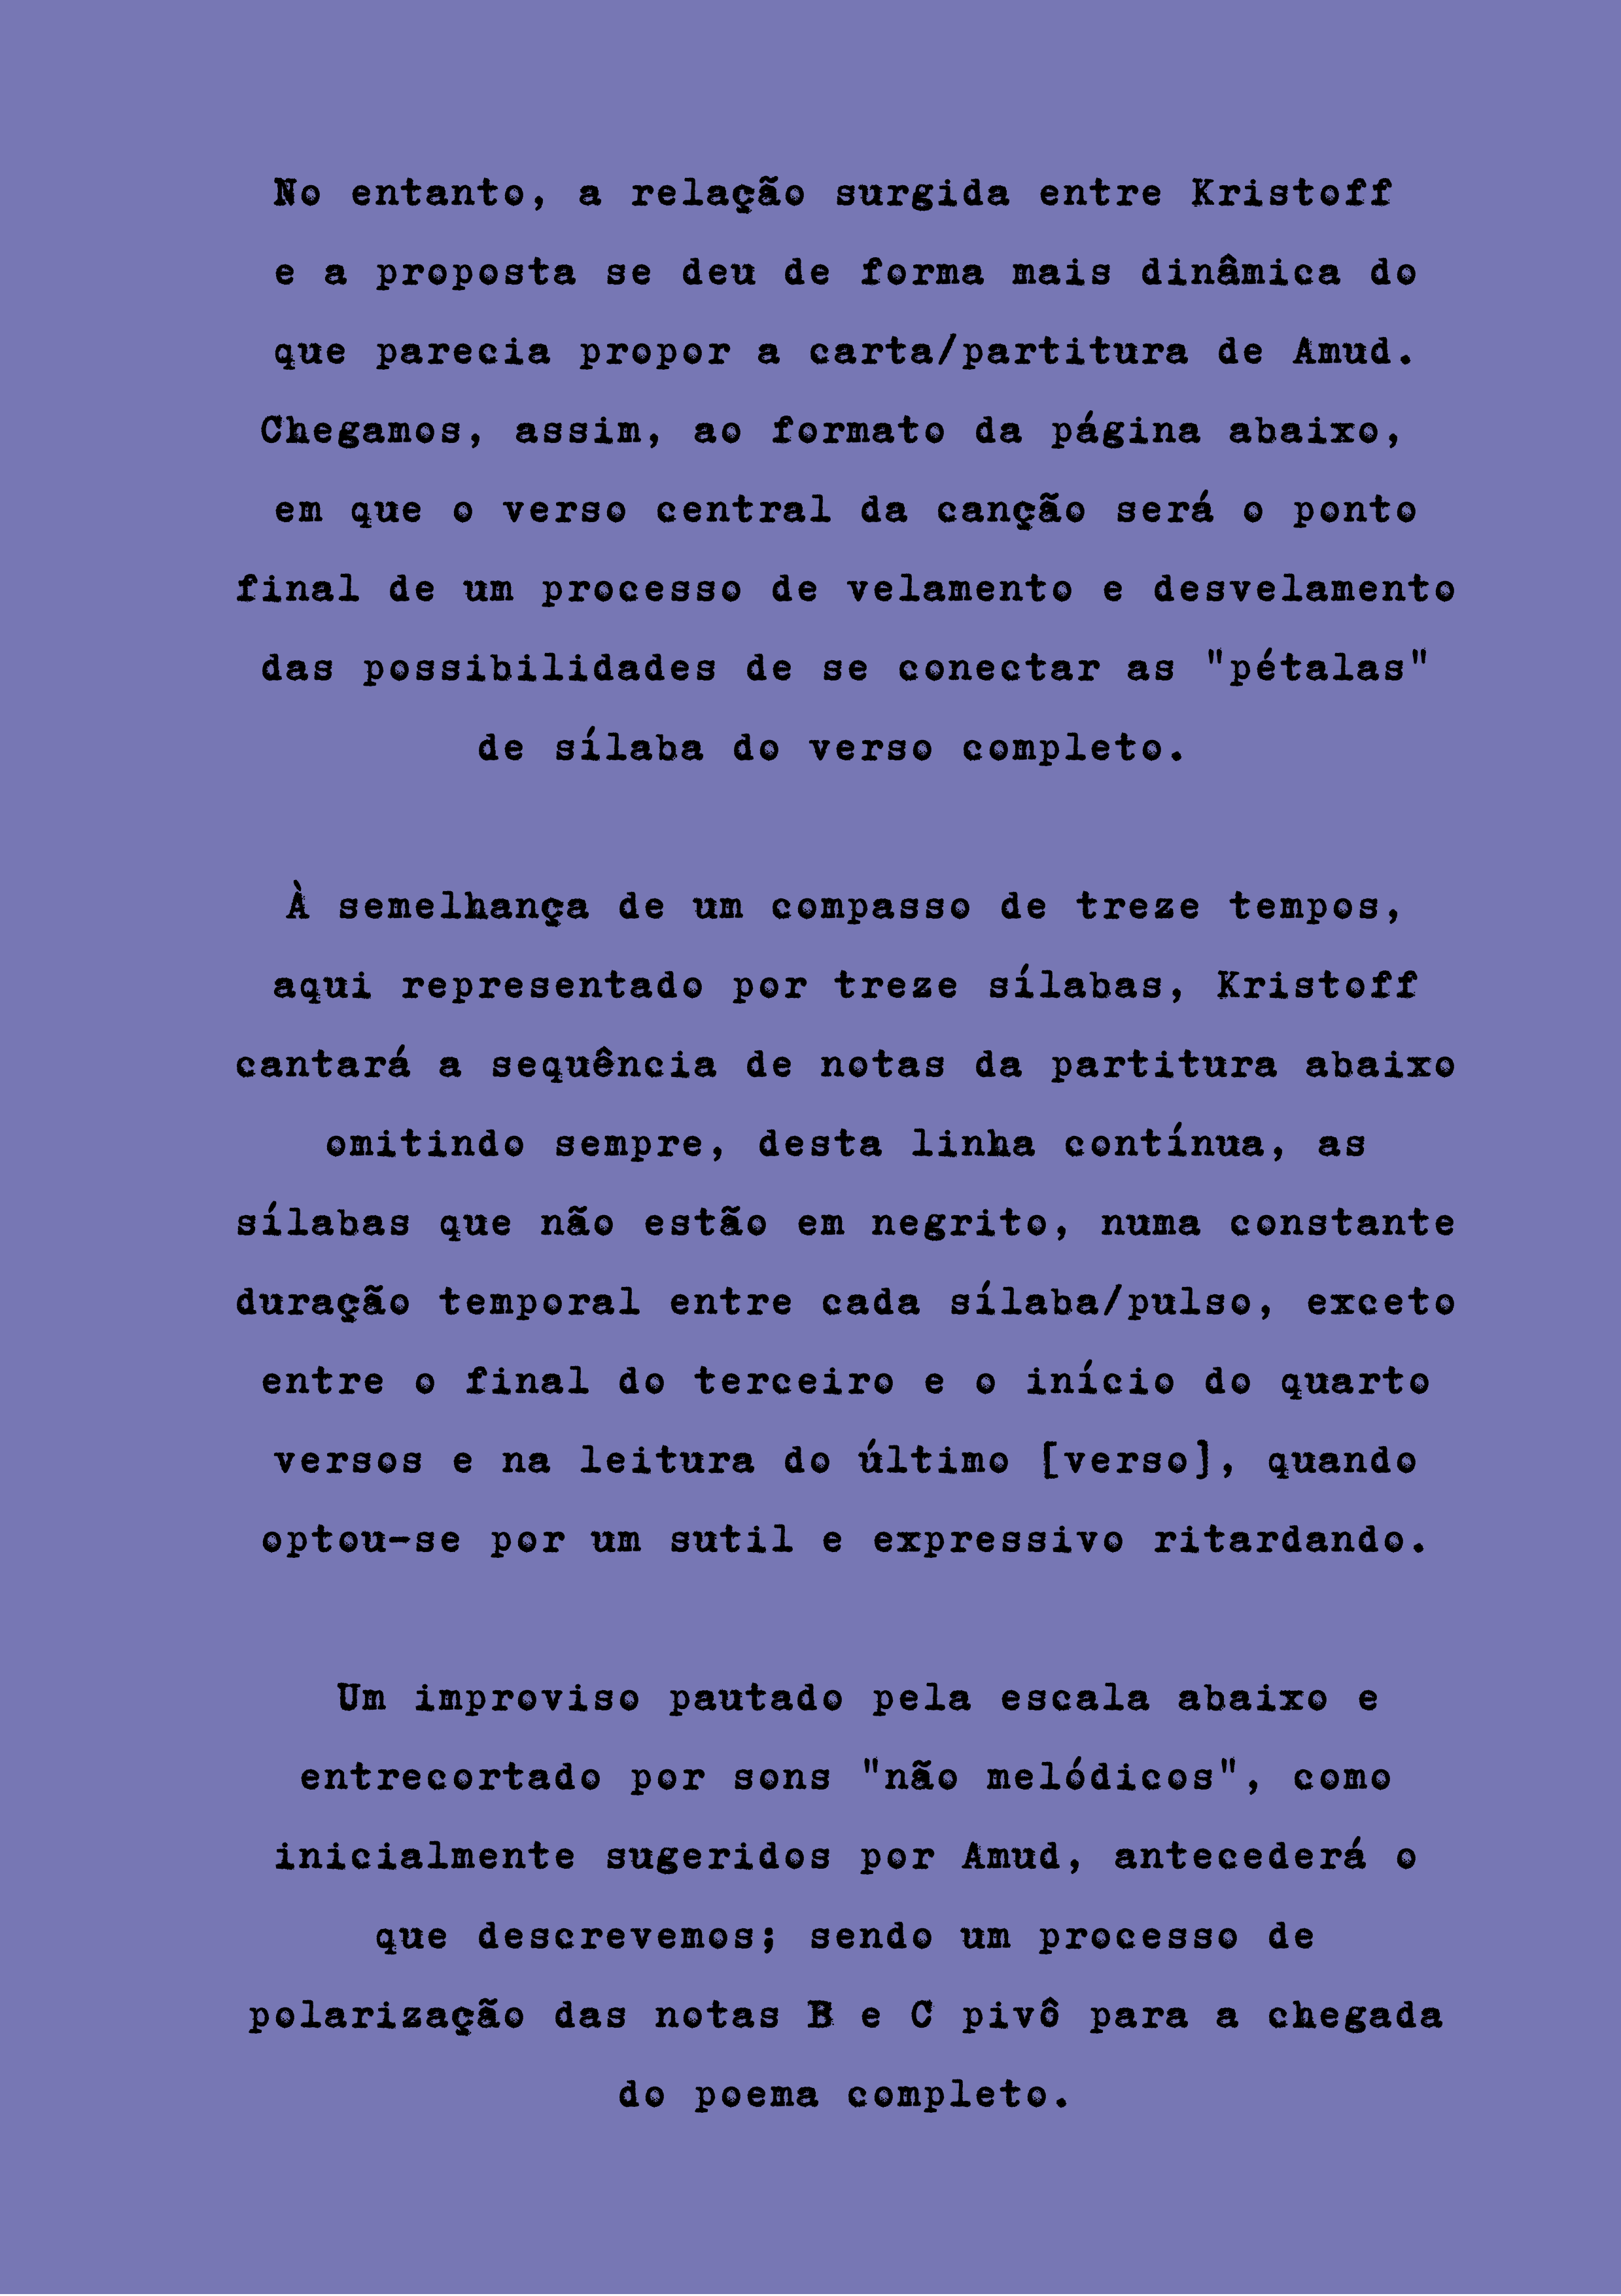 No entanto, a relação surgida entre Kristoff
e a proposta se deu de forma mais dinâmica do
que parecia propor a carta/partitura de Amud.
Chegamos, assim, ao formato da página abaixo,
em que o verso central da canção será o ponto
final de um processo de velamento e desvelamento
das possibilidades de se conectar as "pétalas"
de sílaba do verso completo.
À semelhança de um compasso de treze tempos,
aqui representado por treze sílabas, Kristoff
cantará a sequência de notas da partitura abaixo
omitindo sempre, desta linha contínua, as
sílabas que não estão em negrito, numa constante
duração temporal entre cada sílaba/pulso, exceto
entre o final do terceiro e o início do quarto
versos e na leitura do último [verso], quando
optou-se por um sutil e expressivo ritardando.
Um improviso pautado pela escala abaixo e
entrecortado por sons "não melódicos", como
inicialmente sugeridos por Amud, antecederá o
que descrevemos; sendo um processo de
polarização das notas B e C pivô para a chegada
do poema completo.